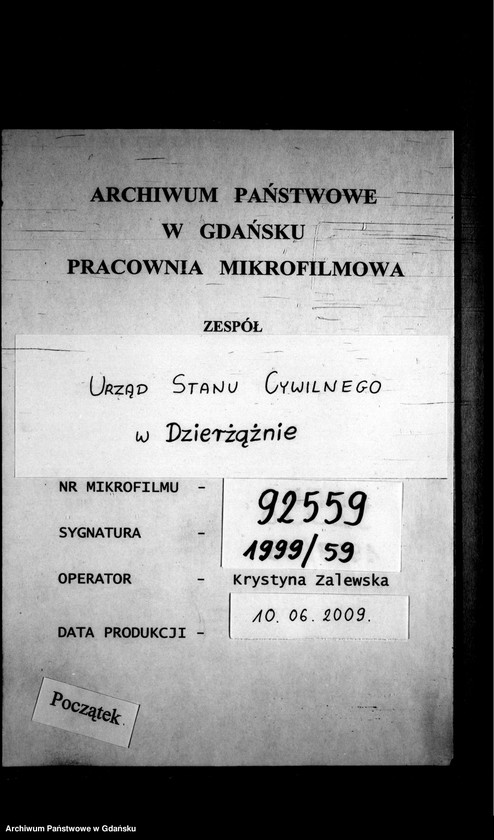 ARCHIWUM PAŃSTWOWE
W GDAŃSKU
PRACOWNIA MIKROFILMOWA
ZESPÓŁ
URZĄD STANU CYWILNEGO
w Dzierżążnie
NR MIKROFILMU - 92559
SYGNATURA - 1999/59
OPERATOR - Krystyna Zalewska
DATA PRODUKCJI - 10.06.2009.
Początek
Archiwum Państwowe w Gdańsku